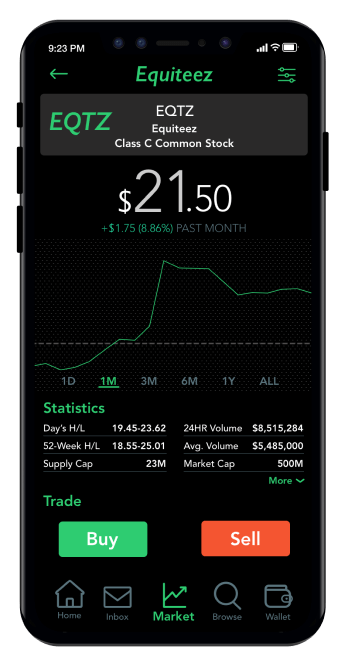 9:23 PM
Equiteez
EQTZ
EQTZ
Equiteez
Class C Common Stock
$21.50
+$1.75 (8.86%) PAST MONTH
1D 1M 3M 6M 1Y ALL
Statistics
Day's H/L 19.45-23.62 24HR Volume $8,515,284
52-Week H/L 18.55-25.01 Avg. Volume $5,485,000
Supply Cap 23M Market Cap 500M
More
Trade
Buy Sell
Home Inbox Market Browse Wallet